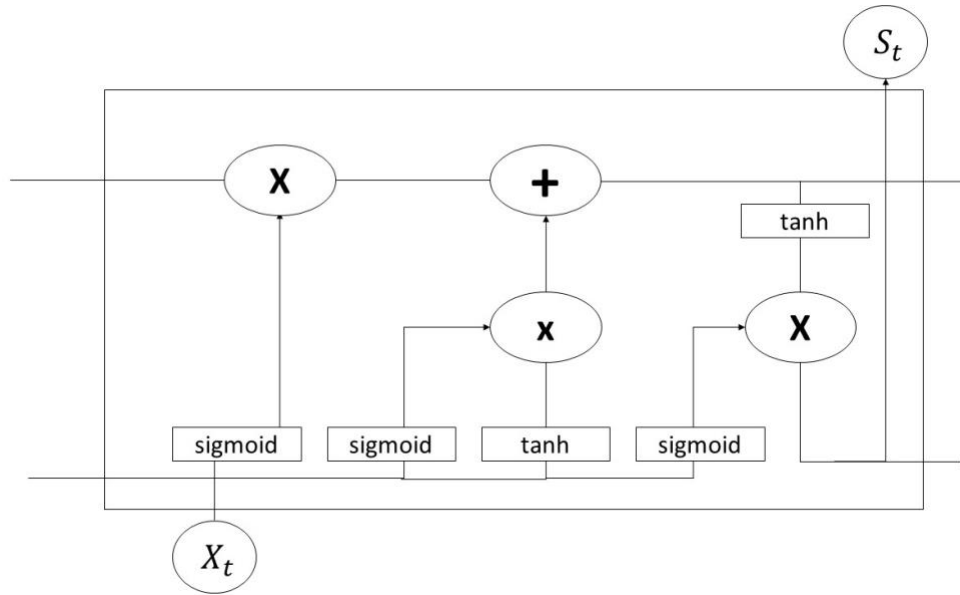 S_t
X
+
tanh
x
X
sigmoid
sigmoid
tanh
sigmoid
X_t